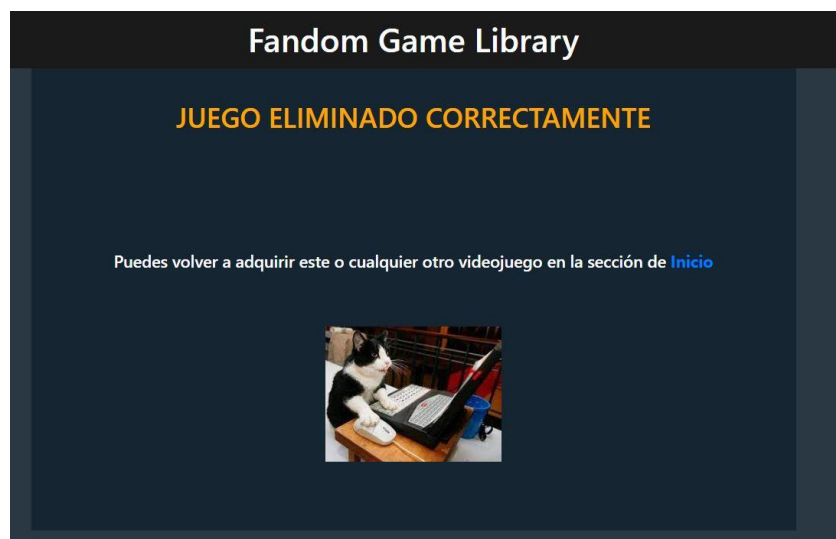 Fandom Game Library
JUEGO ELIMINADO CORRECTAMENTE
Puedes volver a adquirir este o cualquier otro videojuego en la sección de Inicio